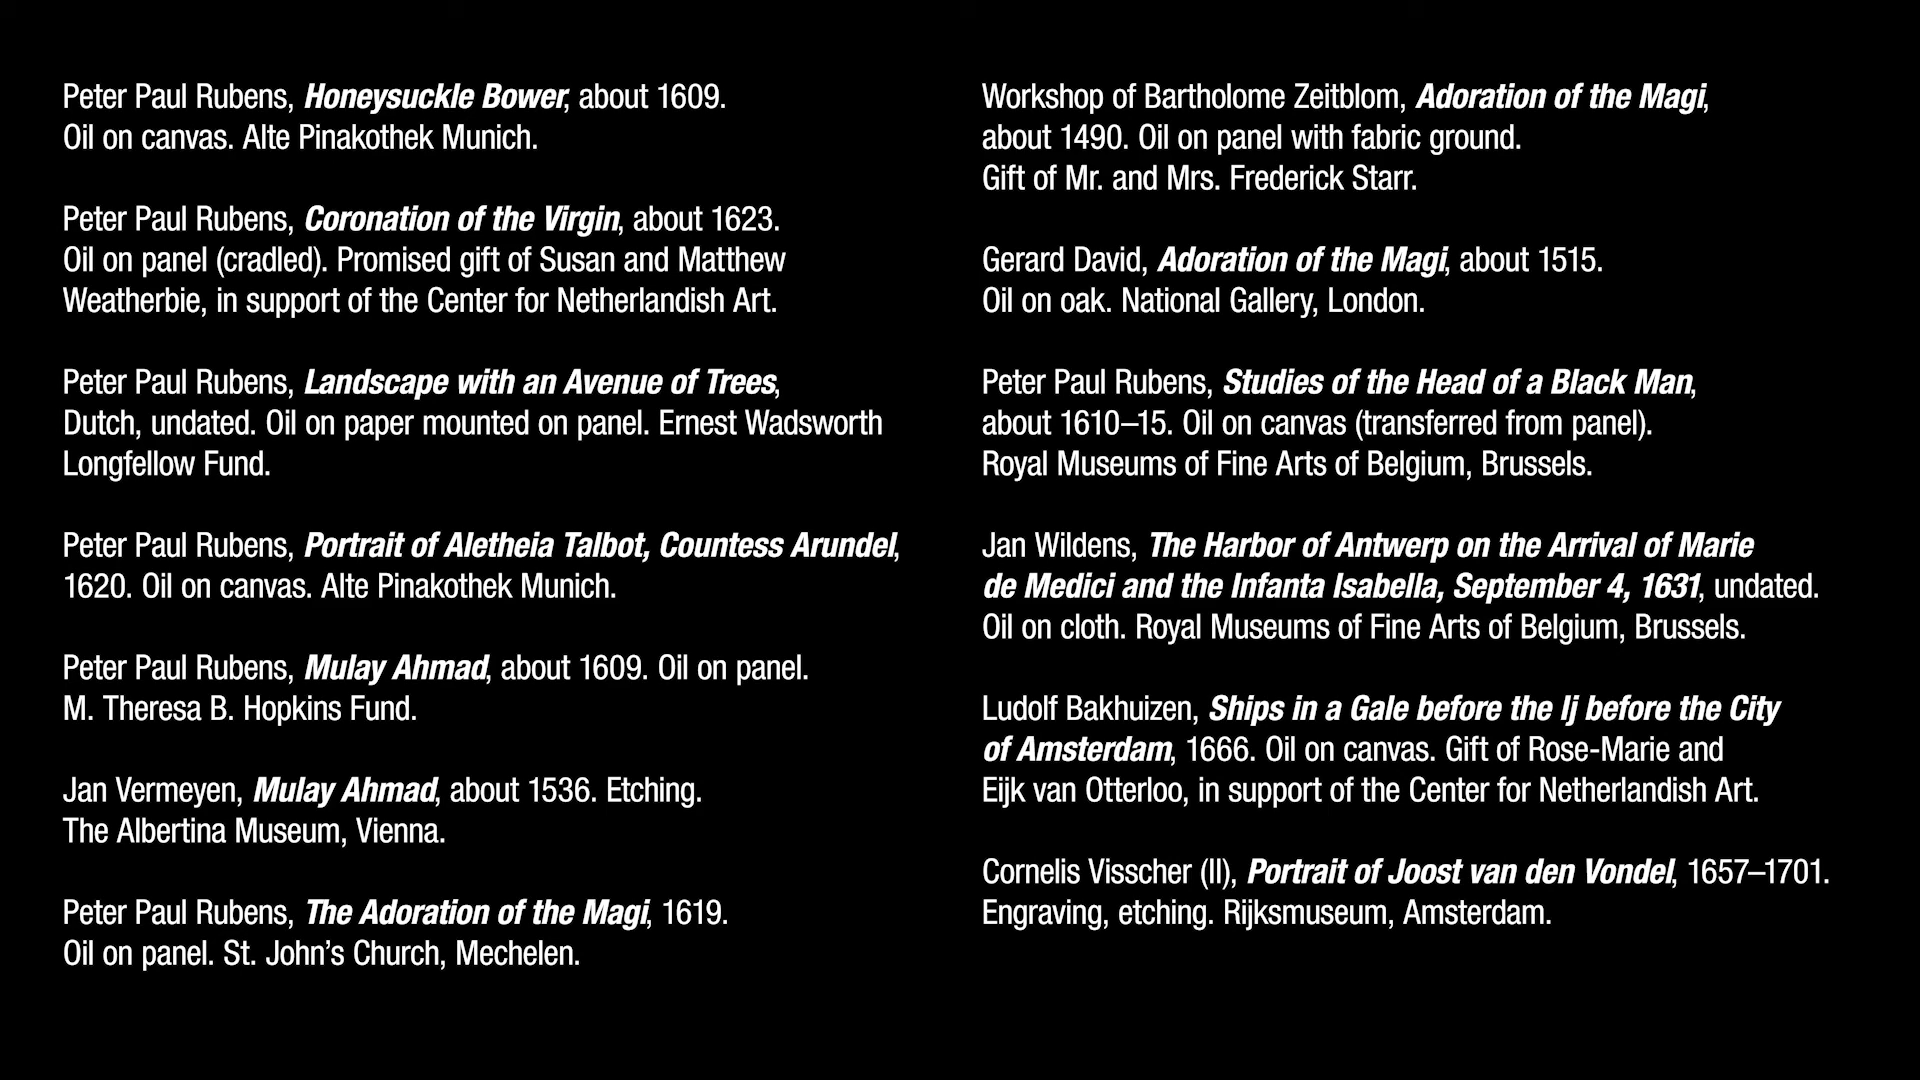 Peter Paul Rubens, Honeysuckle Bower, about 1609.
Oil on canvas. Alte Pinakothek Munich.
Peter Paul Rubens, Coronation of the Virgin, about 1623.
Oil on panel (cradled). Promised gift of Susan and Matthew
Weatherbie, in support of the Center for Netherlandish Art.
Peter Paul Rubens, Landscape with an Avenue of Trees,
Dutch, undated. Oil on paper mounted on panel. Ernest Wadsworth
Longfellow Fund.
Peter Paul Rubens, Portrait of Aletheia Talbot, Countess Arundel,
1620. Oil on canvas. Alte Pinakothek Munich.
Peter Paul Rubens, Mulay Ahmad, about 1609. Oil on panel.
M. Theresa B. Hopkins Fund.
Jan Vermeyen, Mulay Ahmad, about 1536. Etching.
The Albertina Museum, Vienna.
Peter Paul Rubens, The Adoration of the Magi, 1619.
Oil on panel. St. John’s Church, Mechelen.
Workshop of Bartholome Zeitblom, Adoration of the Magi,
about 1490. Oil on panel with fabric ground.
Gift of Mr. and Mrs. Frederick Starr.
Gerard David, Adoration of the Magi, about 1515.
Oil on oak. National Gallery, London.
Peter Paul Rubens, Studies of the Head of a Black Man,
about 1610–15. Oil on canvas (transferred from panel).
Royal Museums of Fine Arts of Belgium, Brussels.
Jan Wildens, The Harbor of Antwerp on the Arrival of Marie
de Medici and the Infanta Isabella, September 4, 1631, undated.
Oil on cloth. Royal Museums of Fine Arts of Belgium, Brussels.
Ludolf Bakhuizen, Ships in a Gale before the Ij before the City
of Amsterdam, 1666. Oil on canvas. Gift of Rose-Marie and
Eijk van Otterloo, in support of the Center for Netherlandish Art.
Cornelis Visscher (II), Portrait of Joost van den Vondel, 1657–1701.
Engraving, etching. Rijksmuseum, Amsterdam.